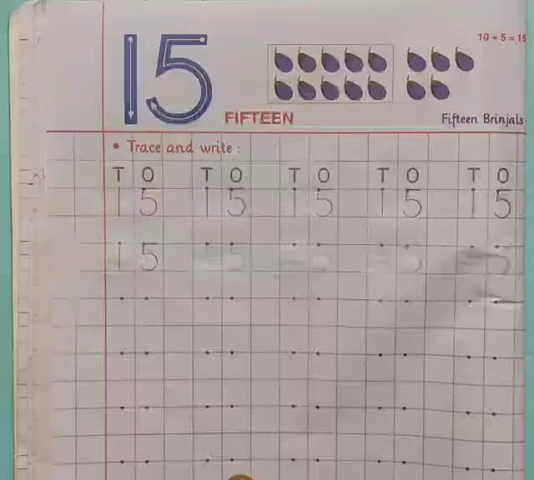 10 + 5 = 15
15
FIFTEEN
Fifteen Brinjals
• Trace and write :
T O T O T O T O T O
1 5 1 5 1 5 1 5 1 5
1 5